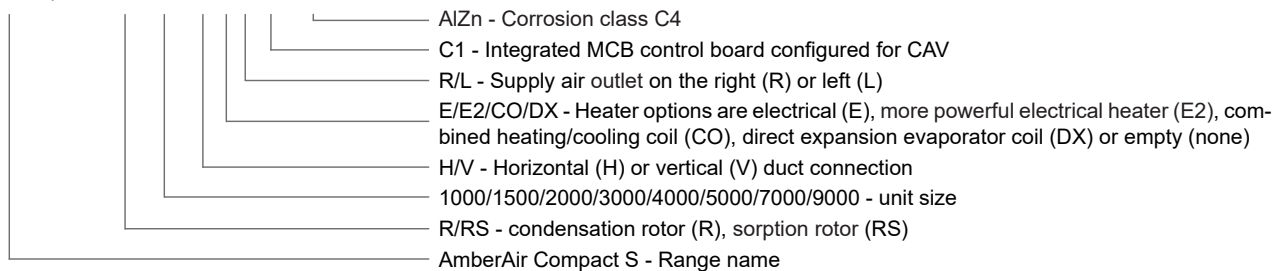 AlZn - Corrosion class C4
C1 - Integrated MCB control board configured for CAV
R/L - Supply air outlet on the right (R) or left (L)
E/E2/CO/DX - Heater options are electrical (E), more powerful electrical heater (E2), com-
bined heating/cooling coil (CO), direct expansion evaporator coil (DX) or empty (none)
H/V - Horizontal (H) or vertical (V) duct connection
1000/1500/2000/3000/4000/5000/7000/9000 - unit size
R/RS - condensation rotor (R), sorption rotor (RS)
AmberAir Compact S - Range name